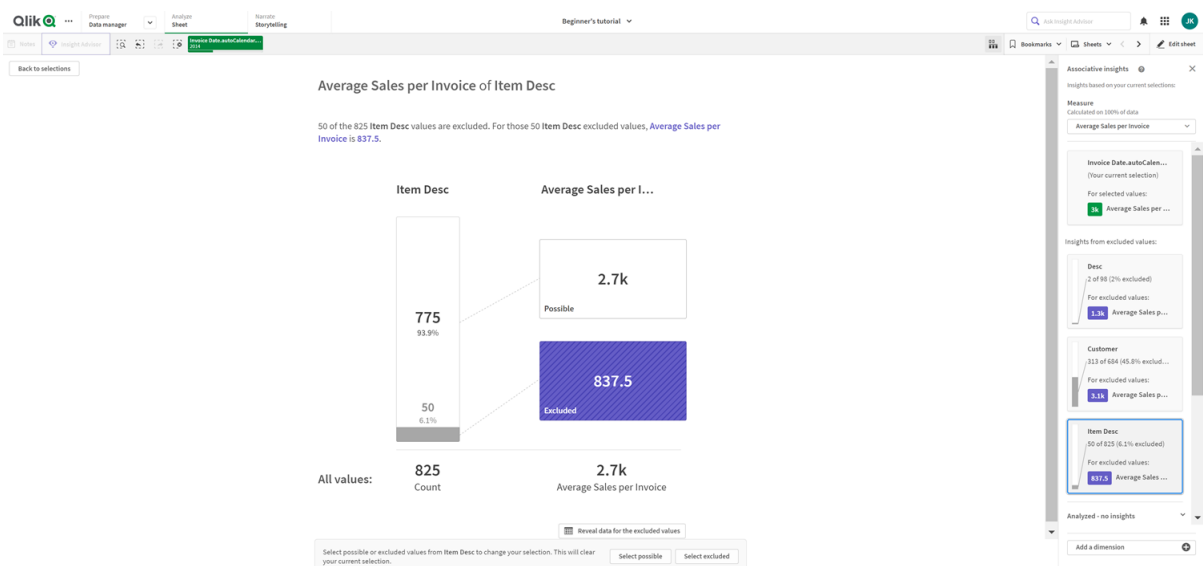 Qlik
Prepare
Data manager
Analyze
Sheet
Narrate
Storytelling
Beginner's tutorial
Ask Insight Advisor
JK
Notes
Insight Advisor
Invoice Date.autoCalendar...
2014
Bookmarks
Sheets
Edit sheet
Back to selections
Average Sales per Invoice of Item Desc
50 of the 825 Item Desc values are excluded. For those 50 Item Desc excluded values, Average Sales per
Invoice is 837.5.
Item Desc
Average Sales per I...
775
93.9%
50
6.1%
2.7k
Possible
837.5
Excluded
All values:
825
Count
2.7k
Average Sales per Invoice
Reveal data for the excluded values
Select possible or excluded values from Item Desc to change your selection. This will clear
your current selection.
Select possible
Select excluded
Associative insights
Insights based on your current selections:
Measure
Calculated on 100% of data
Average Sales per Invoice
Invoice Date.autoCalen...
(Your current selection)
For selected values:
3k Average Sales per ...
Insights from excluded values:
Desc
2 of 98 (2% excluded)
For excluded values:
1.3k Average Sales p...
Customer
313 of 684 (45.8% exclud...
For excluded values:
3.1k Average Sales p...
Item Desc
50 of 825 (6.1% excluded)
For excluded values:
837.5 Average Sales ...
Analyzed - no insights
Add a dimension